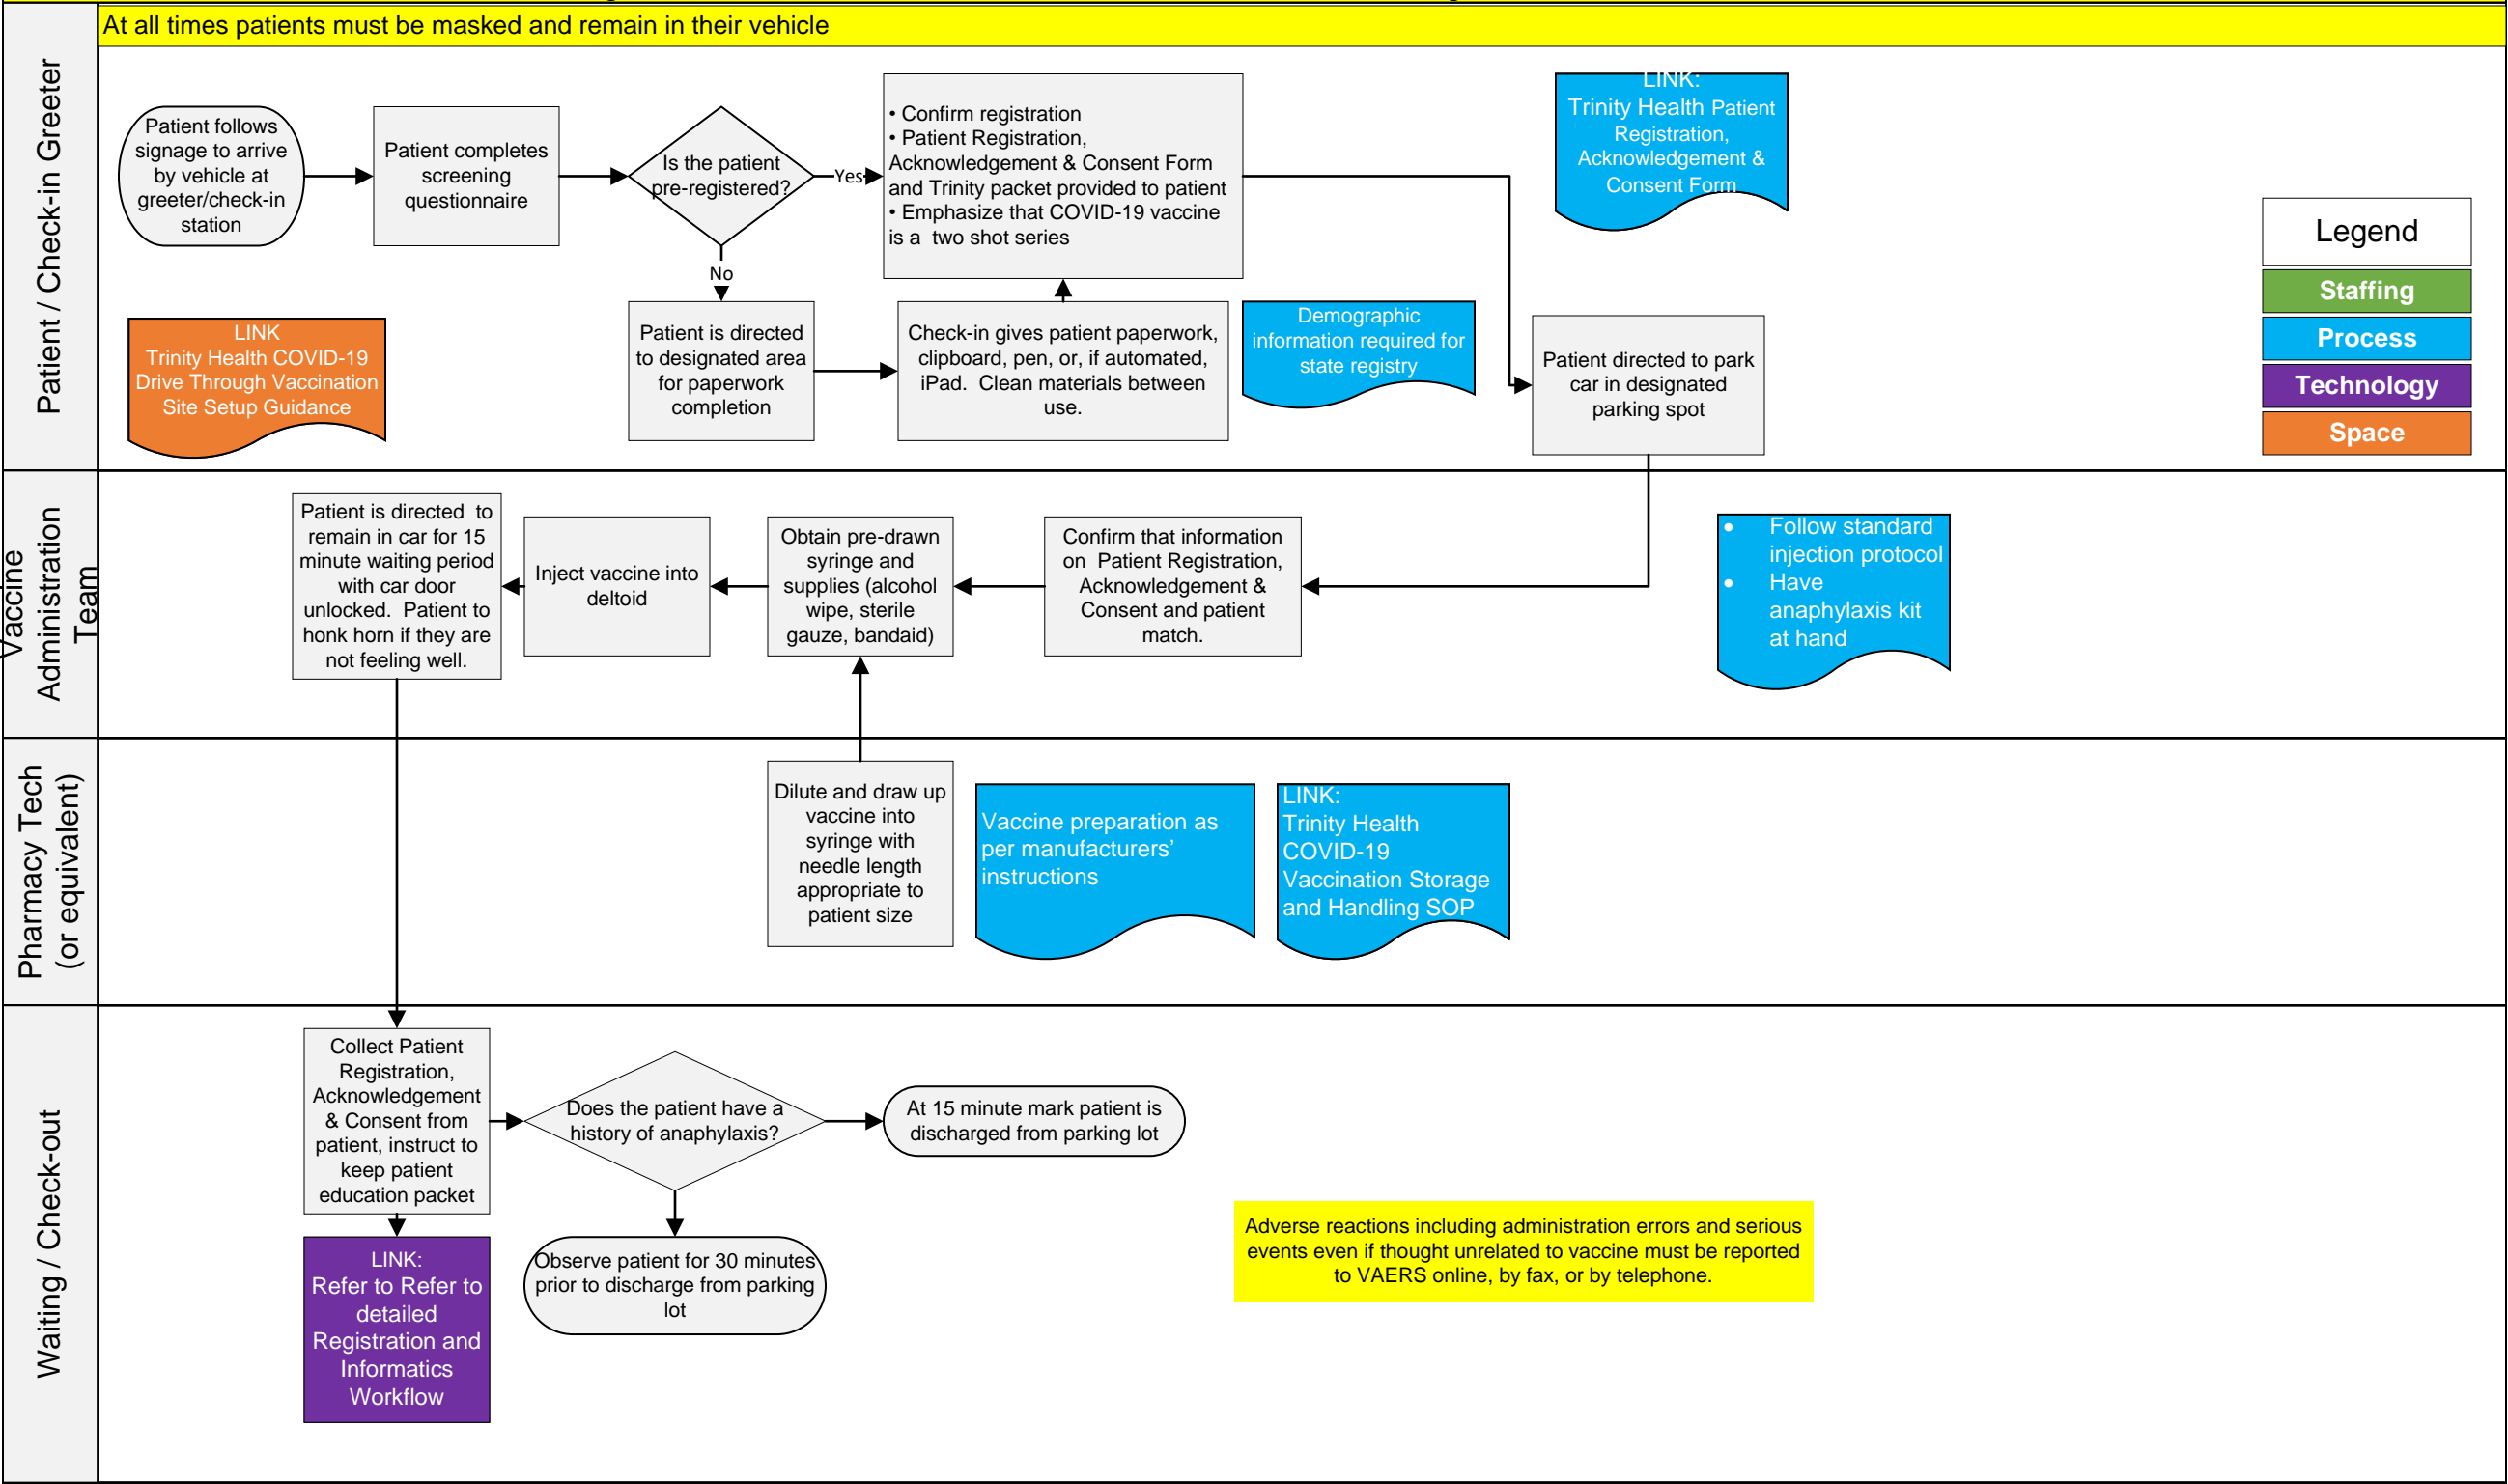 At all times patients must be masked and remain in their vehicle
Patient / Check-in Greeter
Patient follows
signage to arrive
by vehicle at
greeter/check-in
station
Patient completes
screening
questionnaire
Is the patient
pre-registered?
Yes
No
• Confirm registration
• Patient Registration,
Acknowledgement & Consent Form
and Trinity packet provided to patient
• Emphasize that COVID-19 vaccine
is a two shot series
LINK:
Trinity Health Patient
Registration,
Acknowledgement &
Consent Form
Legend
Staffing
Process
Technology
Space
LINK
Trinity Health COVID-19
Drive Through Vaccination
Site Setup Guidance
Patient is directed
to designated area
for paperwork
completion
Check-in gives patient paperwork,
clipboard, pen, or, if automated,
iPad. Clean materials between
use.
Demographic
information required for
state registry
Patient directed to park
car in designated
parking spot
Vaccine
Administration
Team
Patient is directed to
remain in car for 15
minute waiting period
with car door
unlocked. Patient to
honk horn if they are
not feeling well.
Inject vaccine into
deltoid
Obtain pre-drawn
syringe and
supplies (alcohol
wipe, sterile
gauze, bandaid)
Confirm that information
on Patient Registration,
Acknowledgement &
Consent and patient
match.
• Follow standard
injection protocol
• Have
anaphylaxis kit
at hand
Pharmacy Tech
(or equivalent)
Dilute and draw up
vaccine into
syringe with
needle length
appropriate to
patient size
Vaccine preparation as
per manufacturers’
instructions
LINK:
Trinity Health
COVID-19
Vaccination Storage
and Handling SOP
Waiting / Check-out
Collect Patient
Registration,
Acknowledgement
& Consent from
patient, instruct to
keep patient
education packet
Does the patient have a
history of anaphylaxis?
At 15 minute mark patient is
discharged from parking lot
LINK:
Refer to Refer to
detailed
Registration and
Informatics
Workflow
Observe patient for 30 minutes
prior to discharge from parking
lot
Adverse reactions including administration errors and serious
events even if thought unrelated to vaccine must be reported
to VAERS online, by fax, or by telephone.